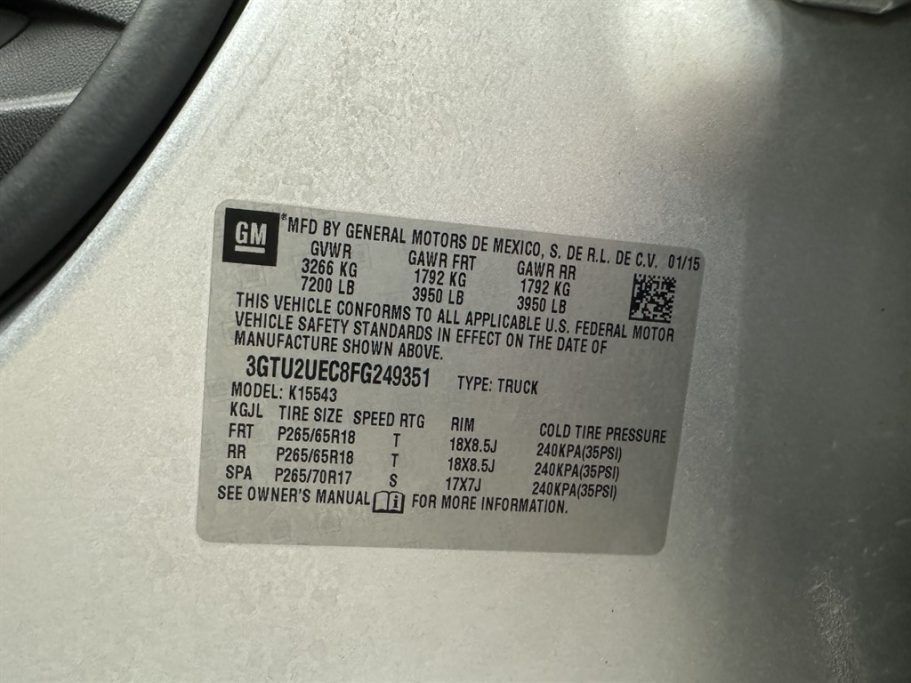 GM ® MFD BY GENERAL MOTORS DE MEXICO, S. DE R.L. DE C.V. 01/15
GVWR GAWR FRT GAWR RR
3266 KG 1792 KG 1792 KG
7200 LB 3950 LB 3950 LB
THIS VEHICLE CONFORMS TO ALL APPLICABLE U.S. FEDERAL MOTOR
VEHICLE SAFETY STANDARDS IN EFFECT ON THE DATE OF
MANUFACTURE SHOWN ABOVE.
3GTU2UEC8FG249351 TYPE: TRUCK
MODEL: K15543
KGJL TIRE SIZE SPEED RTG RIM COLD TIRE PRESSURE
FRT P265/65R18 T 18X8.5J 240KPA(35PSI)
RR P265/65R18 T 18X8.5J 240KPA(35PSI)
SPA P265/70R17 S 17X7J 240KPA(35PSI)
SEE OWNER'S MANUAL FOR MORE INFORMATION.